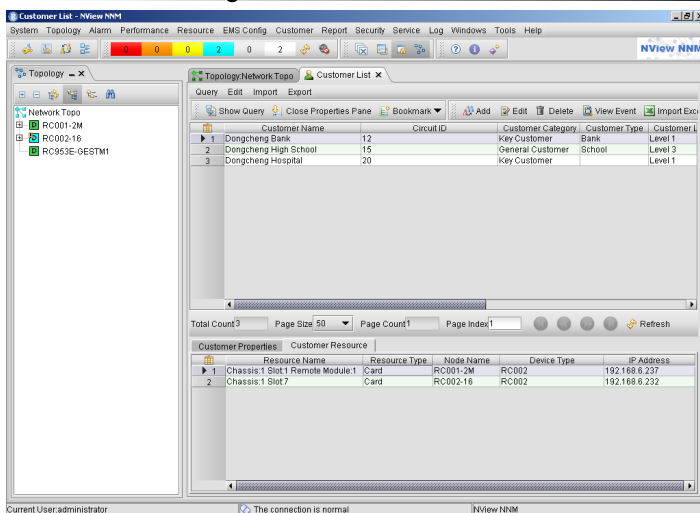 Customer List - NView NNM
System Topology Alarm Performance Resource EMS Config Customer Report Security Service Log Windows Tools Help
0 0 0 2 0 2 NView NNM
Topology
Topology:Network Topo Customer List
Query Edit Import Export
Show Query Close Properties Pane Bookmark Add Edit Delete View Event Import Exc
Network Topo
RC001-2M
RC002-16
RC953E-GESTM1
Customer Name Circuit ID Customer Category Customer Type Customer L
1 Dongcheng Bank 12 Key Customer Bank Level 1
2 Dongcheng High School 15 General Customer School Level 3
3 Dongcheng Hospital 20 Key Customer Level 1
Total Count 3 Page Size 50 Page Count 1 Page Index 1 Refresh
Customer Properties Customer Resource
Resource Name Resource Type Node Name Device Type IP Address
1 Chassis:1 Slot:1 Remote Module:1 Card RC001-2M RC002 192.168.6.237
2 Chassis:1 Slot:7 Card RC002-16 RC002 192.168.6.232
Current User:administrator The connection is normal NView NNM